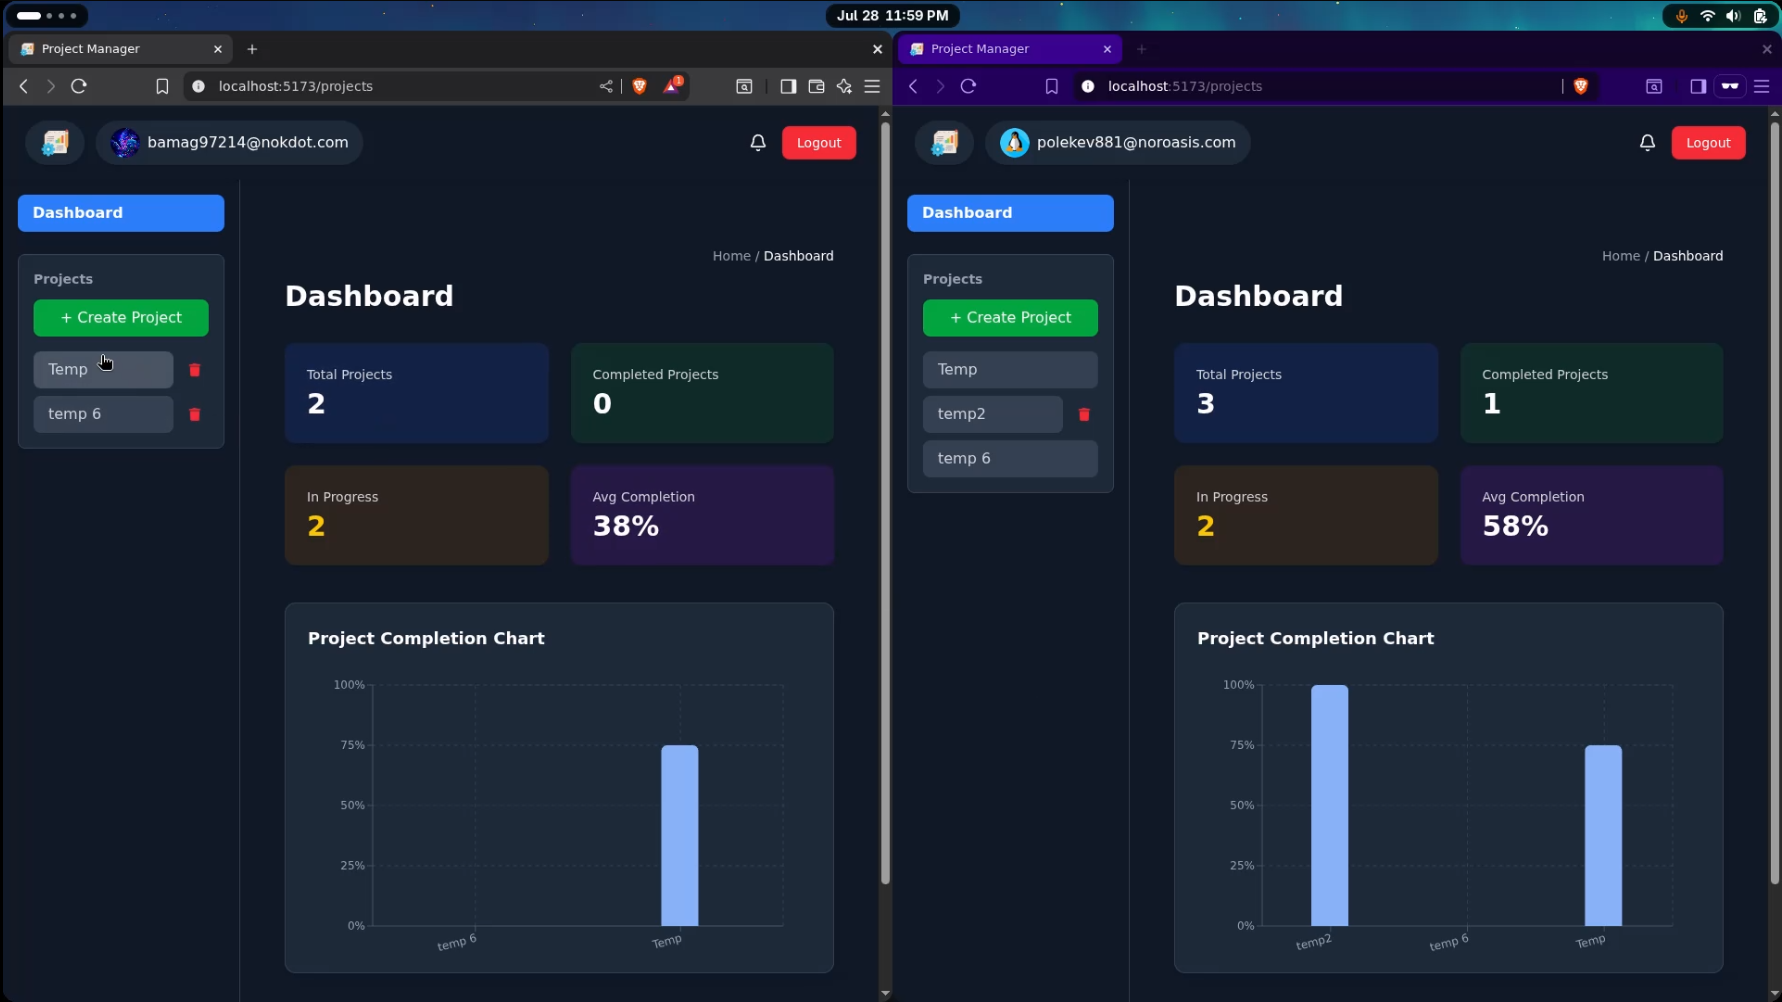 Jul 28 11:59 PM
Project Manager
localhost:5173/projects
1
bamag97214@nokdot.com
Logout
Dashboard
Projects
+ Create Project
Temp
temp 6
Home / Dashboard
Dashboard
Total Projects
2
Completed Projects
0
In Progress
2
Avg Completion
38%
Project Completion Chart
100%
75%
50%
25%
0%
temp 6
Temp
Project Manager
localhost:5173/projects
polekev881@noroasis.com
Logout
Dashboard
Projects
+ Create Project
Temp
temp2
temp 6
Home / Dashboard
Dashboard
Total Projects
3
Completed Projects
1
In Progress
2
Avg Completion
58%
Project Completion Chart
100%
75%
50%
25%
0%
temp2
temp 6
Temp